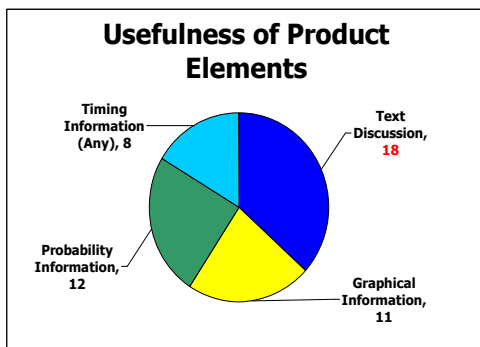 Usefulness of Product
Elements
Timing
Information
(Any), 8
Text
Discussion,
18
Probability
Information,
12
Graphical
Information,
11